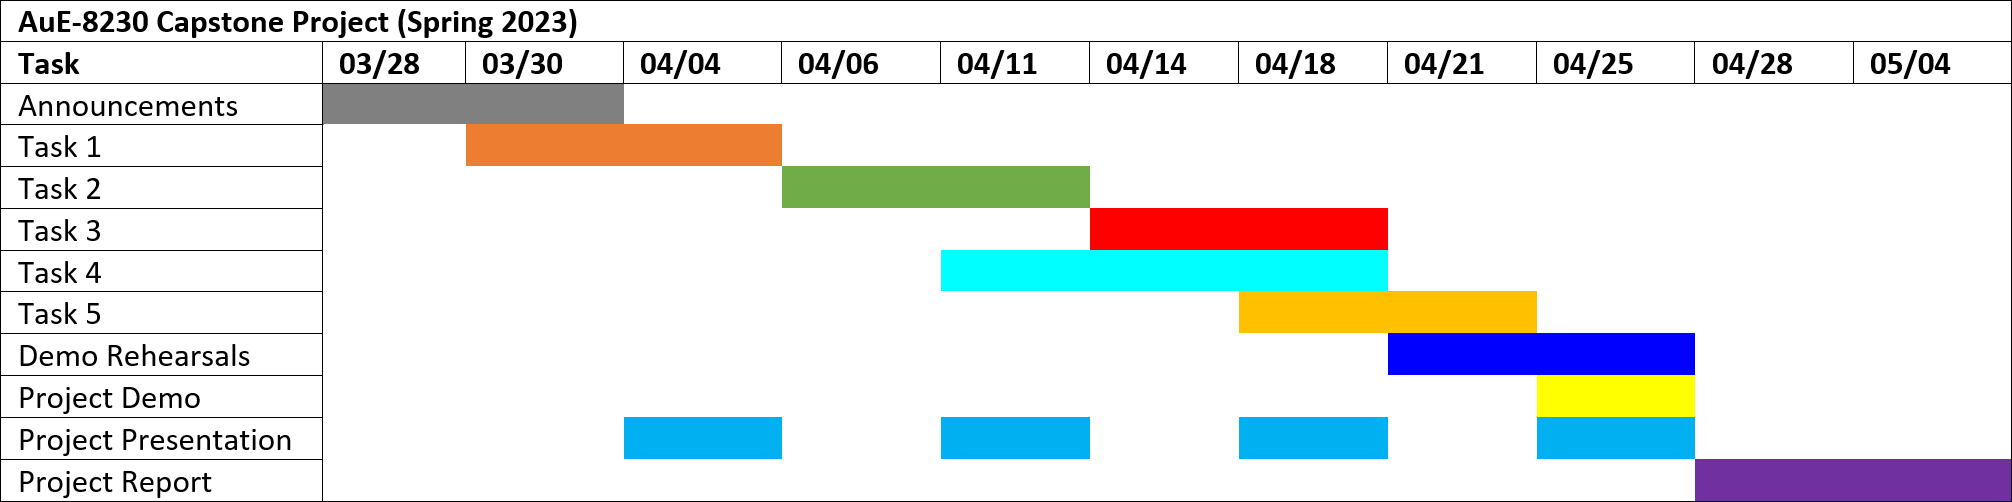 AuE-8230 Capstone Project (Spring 2023)
Task 03/28 03/30 04/04 04/06 04/11 04/14 04/18 04/21 04/25 04/28 05/04
Announcements
Task 1
Task 2
Task 3
Task 4
Task 5
Demo Rehearsals
Project Demo
Project Presentation
Project Report